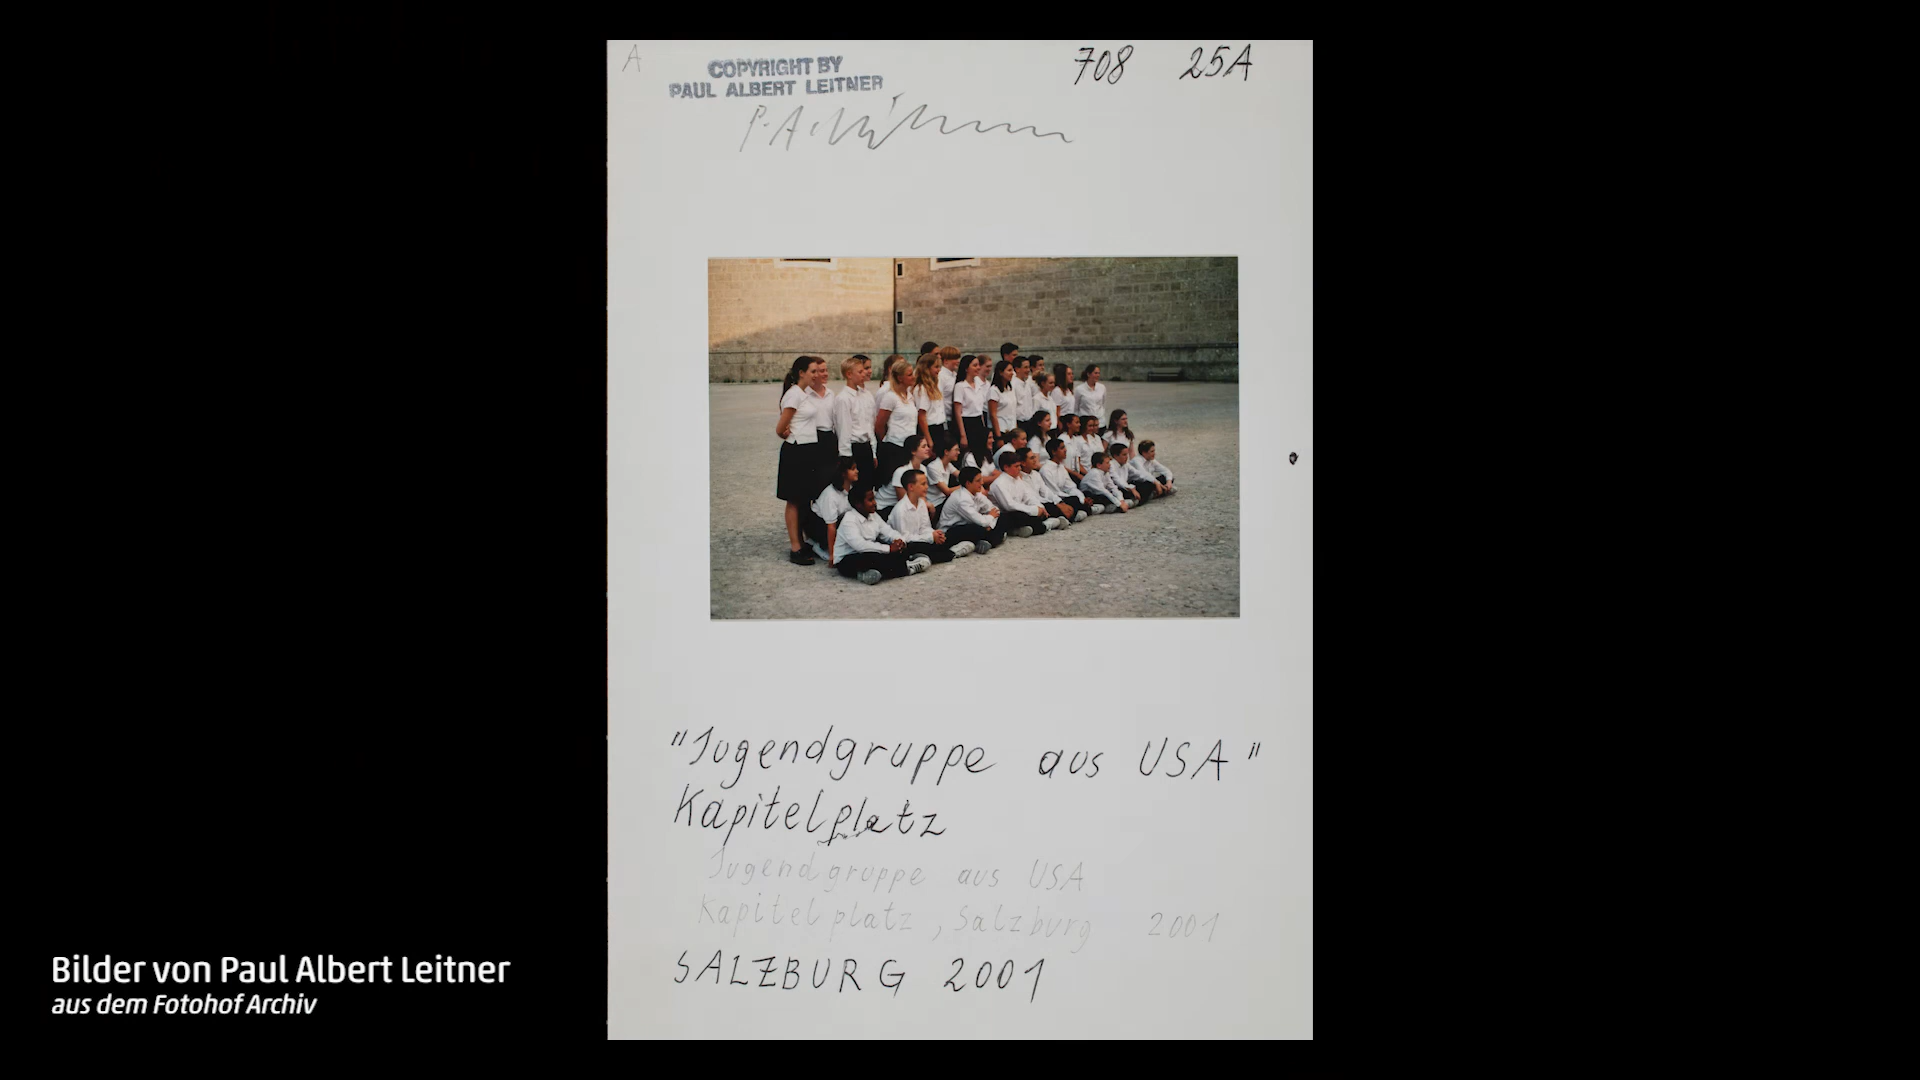 A
COPYRIGHT BY
PAUL ALBERT LEITNER
708 25A
"Jugendgruppe aus USA"
Kapitelplatz
Jugendgruppe aus USA
Kapitelplatz, Salzburg 2001
SALZBURG 2001
Bilder von Paul Albert Leitner
aus dem Fotohof Archiv